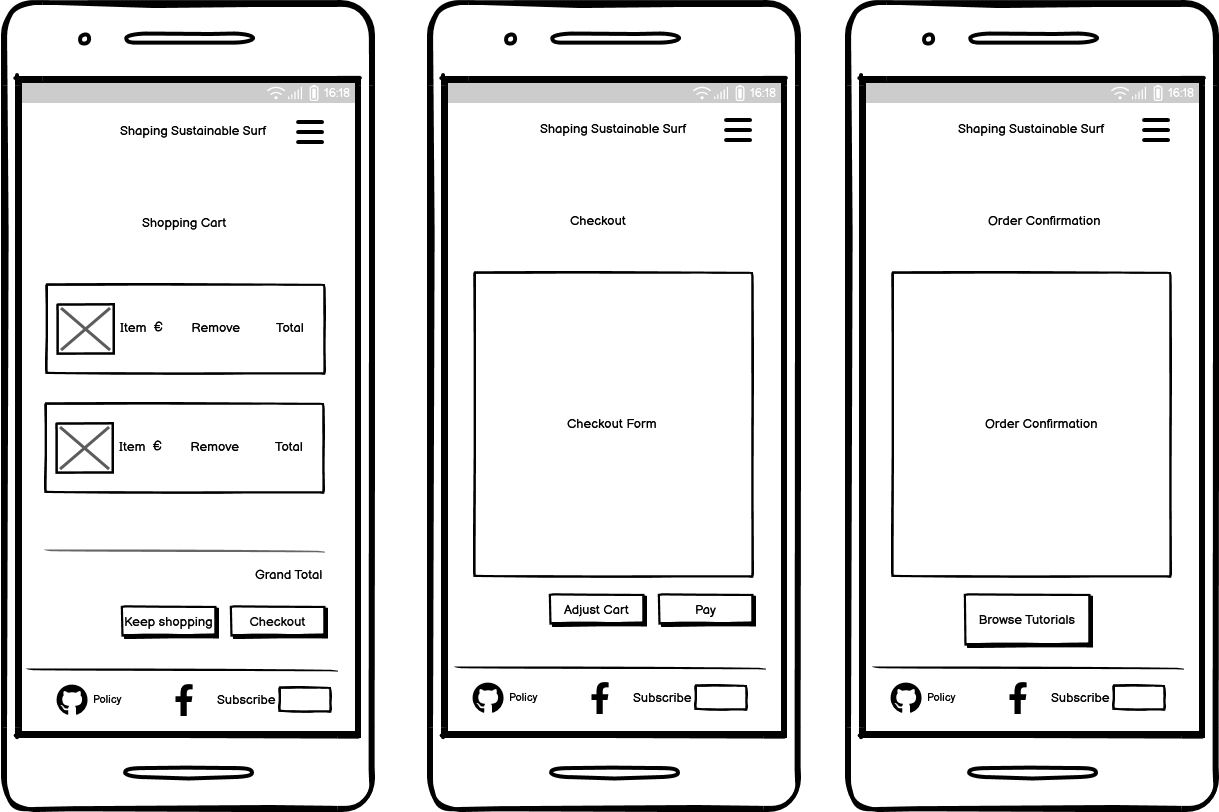 16:18
Shaping Sustainable Surf
Shopping Cart
Item € Remove Total
Item € Remove Total
Grand Total
Keep shopping Checkout
Policy Subscribe
16:18
Shaping Sustainable Surf
Checkout
Checkout Form
Adjust Cart Pay
Policy Subscribe
16:18
Shaping Sustainable Surf
Order Confirmation
Order Confirmation
Browse Tutorials
Policy Subscribe